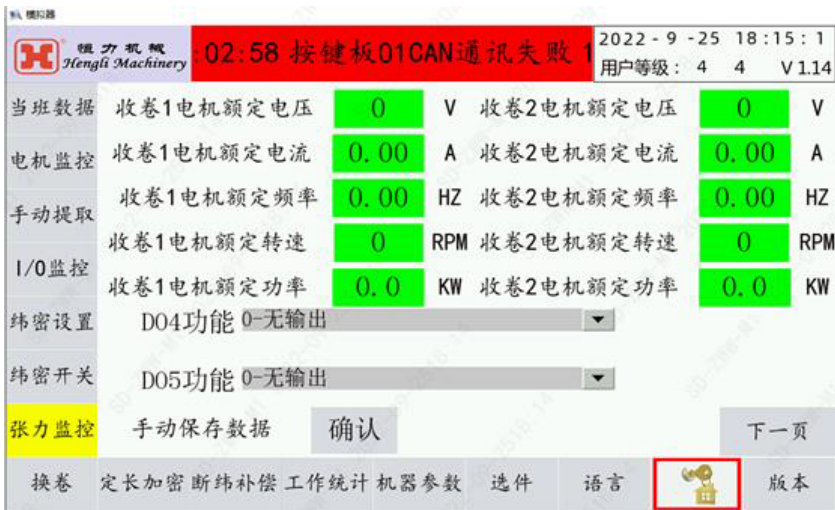 模拟器
恒力机械
Hengli Machinery
:02:58 按键板01CAN通讯失败 1
2022 - 9 -25 18:15: 1
用户等级: 4 4 V 1.14
当班数据
电机监控
手动提取
I/O监控
纬密设置
纬密开关
张力监控
收卷1电机额定电压 0 V 收卷2电机额定电压 0 V
收卷1电机额定电流 0.00 A 收卷2电机额定电流 0.00 A
收卷1电机额定频率 0.00 HZ 收卷2电机额定频率 0.00 HZ
收卷1电机额定转速 0 RPM 收卷2电机额定转速 0 RPM
收卷1电机额定功率 0.0 KW 收卷2电机额定功率 0.0 KW
DO4功能 0-无输出
DO5功能 0-无输出
手动保存数据 确认 下一页
换卷 定长加密 断纬补偿 工作统计 机器参数 选件 语言 版本